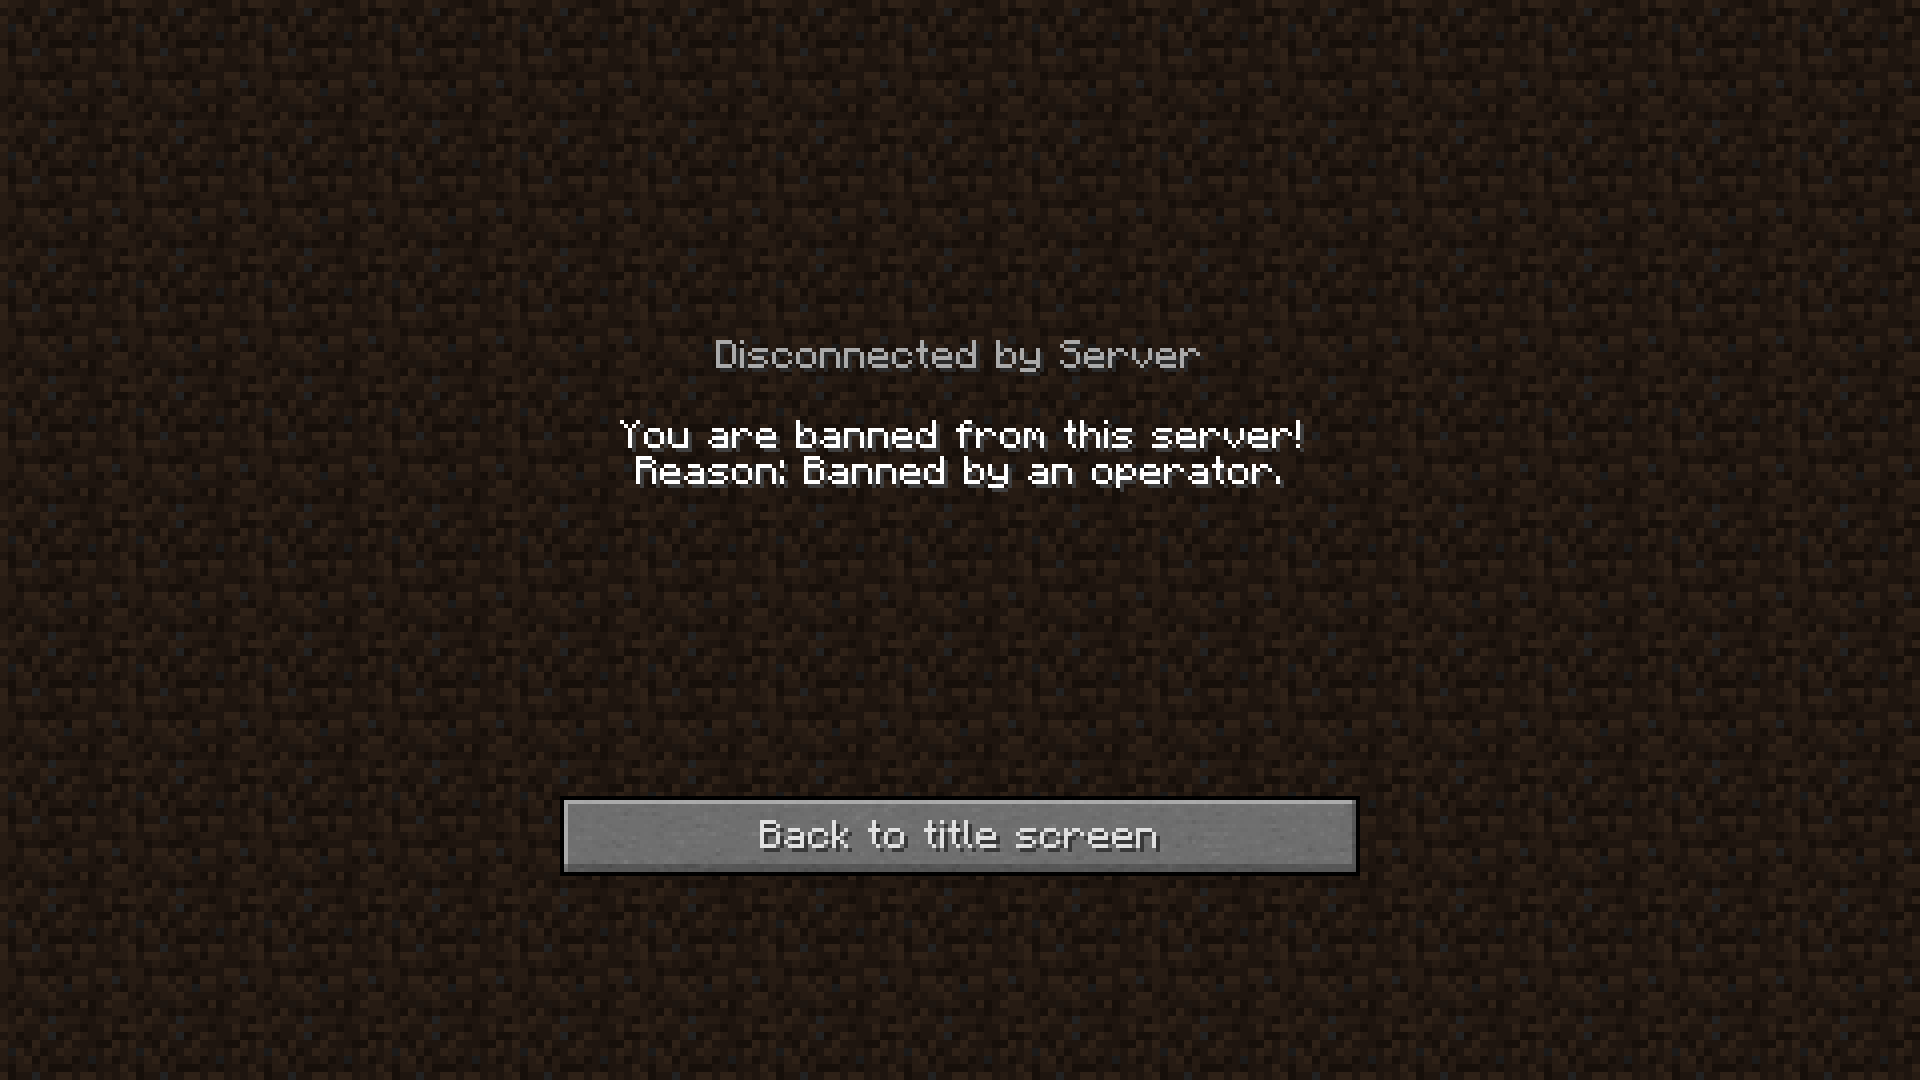 Disconnected by Server
You are banned from this server!
Reason: Banned by an operator.
Back to title screen